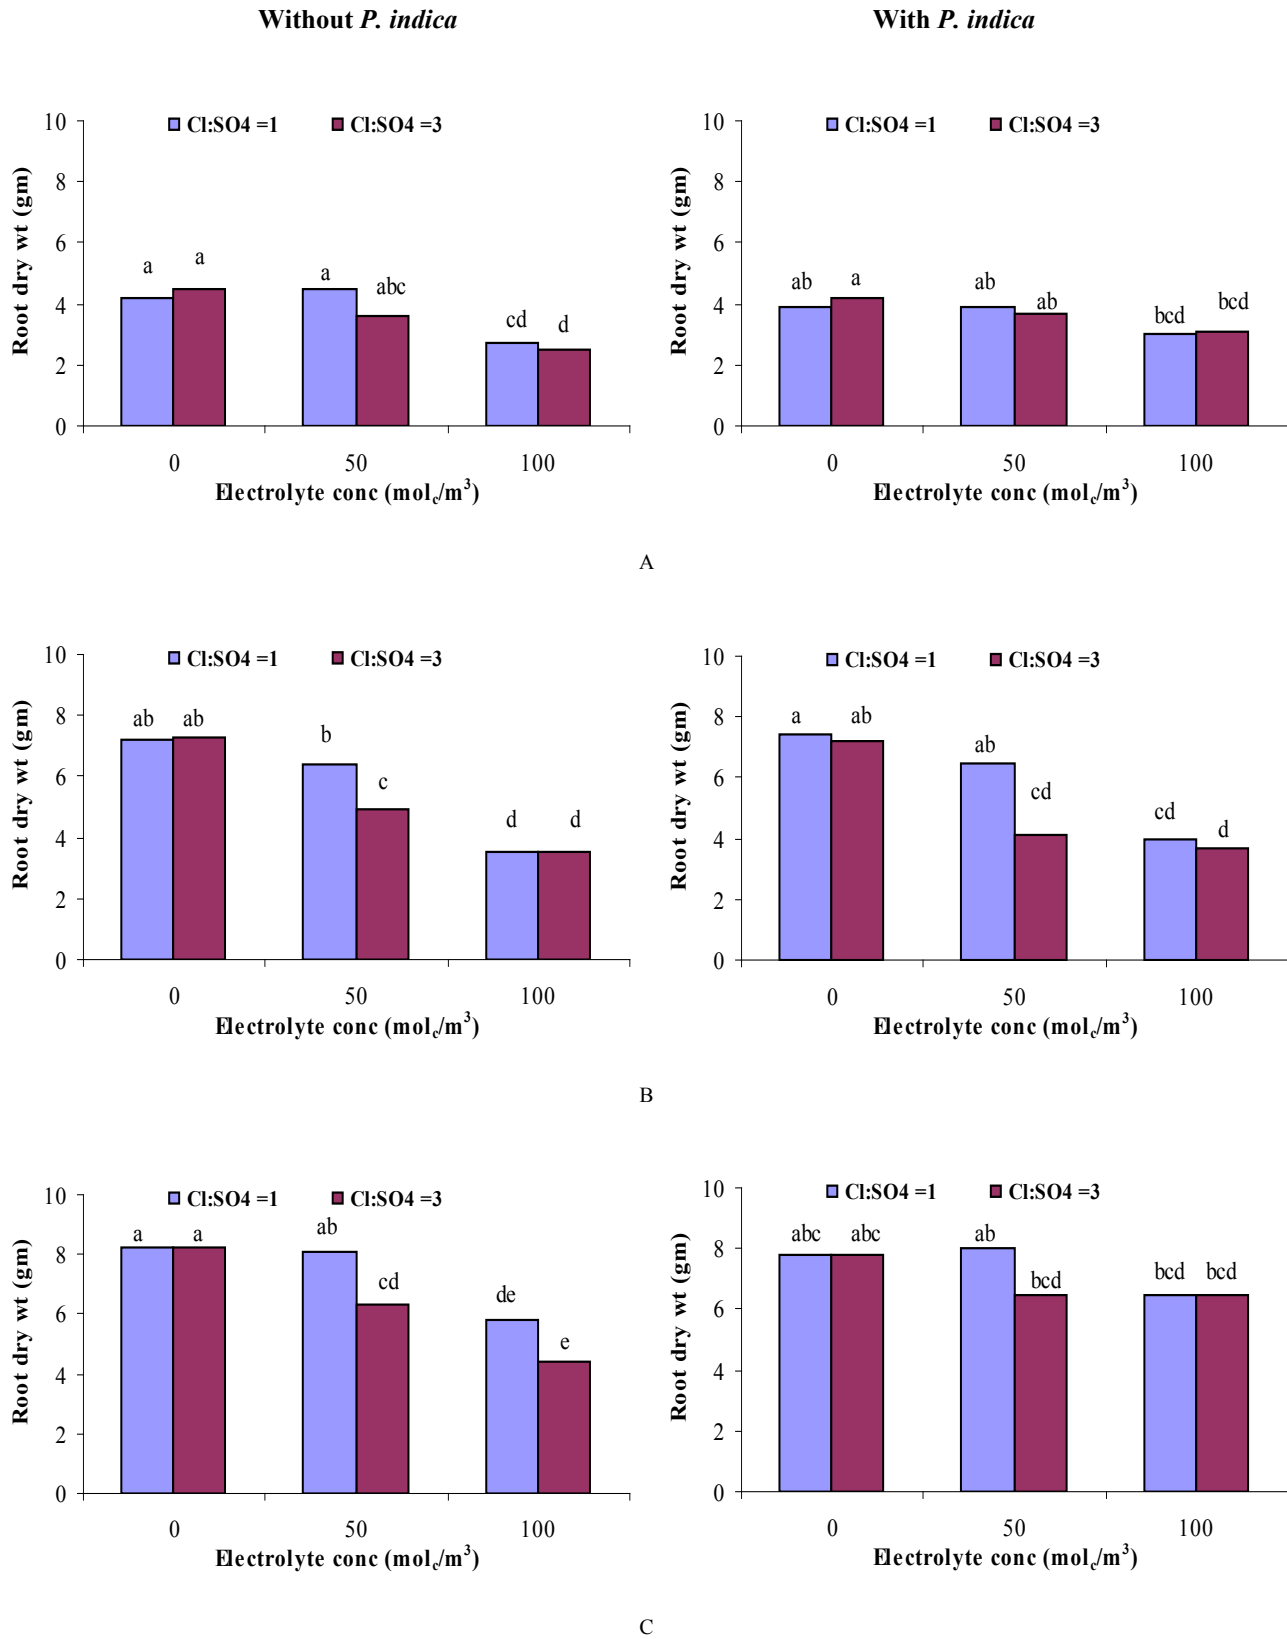 Without P. indica
With P. indica
Cl:SO4 =1 Cl:SO4 =3
Root dry wt (gm)
10
8
6
4
2
0
a a a abc cd d
0 50 100
Electrolyte conc (molc/m3)
Cl:SO4 =1 Cl:SO4 =3
Root dry wt (gm)
10
8
6
4
2
0
ab a ab ab bcd bcd
0 50 100
Electrolyte conc (molc/m3)
A
Cl:SO4 =1 Cl:SO4 =3
Root dry wt (gm)
10
8
6
4
2
0
ab ab b c d d
0 50 100
Electrolyte conc (molc/m3)
Cl:SO4 =1 Cl:SO4 =3
Root dry wt (gm)
10
8
6
4
2
0
a ab ab cd cd d
0 50 100
Electrolyte conc (molc/m3)
B
Cl:SO4 =1 Cl:SO4 =3
Root dry wt (gm)
10
8
6
4
2
0
a a ab cd de e
0 50 100
Electrolyte conc (molc/m3)
Cl:SO4 =1 Cl:SO4 =3
Root dry wt (gm)
10
8
6
4
2
0
abc abc ab bcd bcd bcd
0 50 100
Electrolyte conc (molc/m3)
C